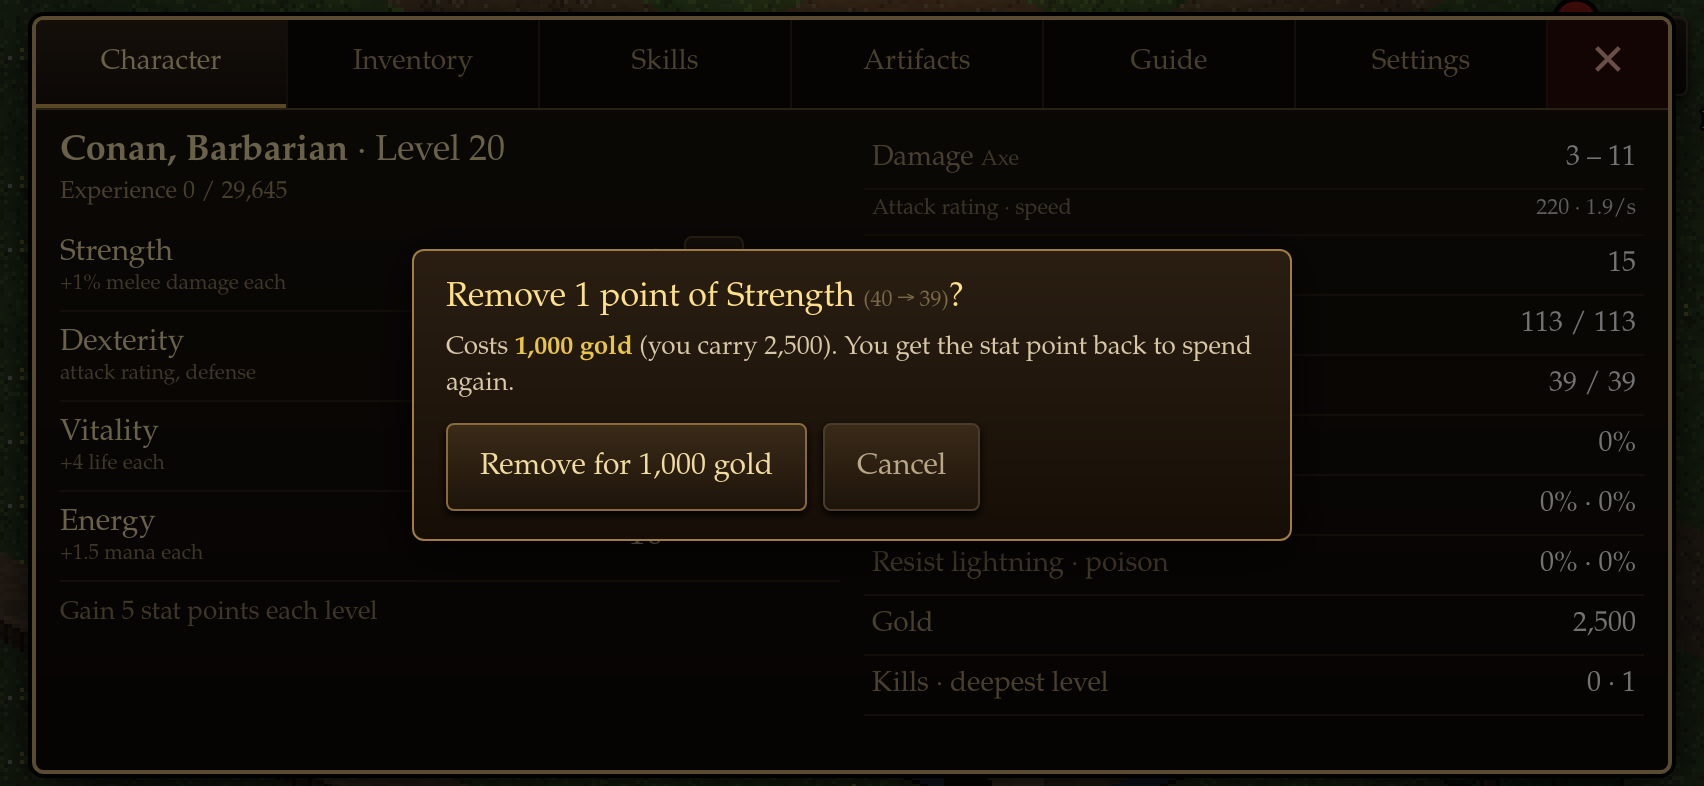 Character Inventory Skills Artifacts Guide Settings ✕
Conan, Barbarian · Level 20
Experience 0 / 29,645
Strength
+1% melee damage each
Dexterity
attack rating, defense
Vitality
+4 life each
Energy
+1.5 mana each
Gain 5 stat points each level
Damage Axe 3 – 11
Attack rating · speed 220 · 1.9/s
15
113 / 113
39 / 39
0%
0% · 0%
Resist lightning · poison 0% · 0%
Gold 2,500
Kills · deepest level 0 · 1
Remove 1 point of Strength (40 → 39)?
Costs 1,000 gold (you carry 2,500). You get the stat point back to spend
again.
Remove for 1,000 gold Cancel